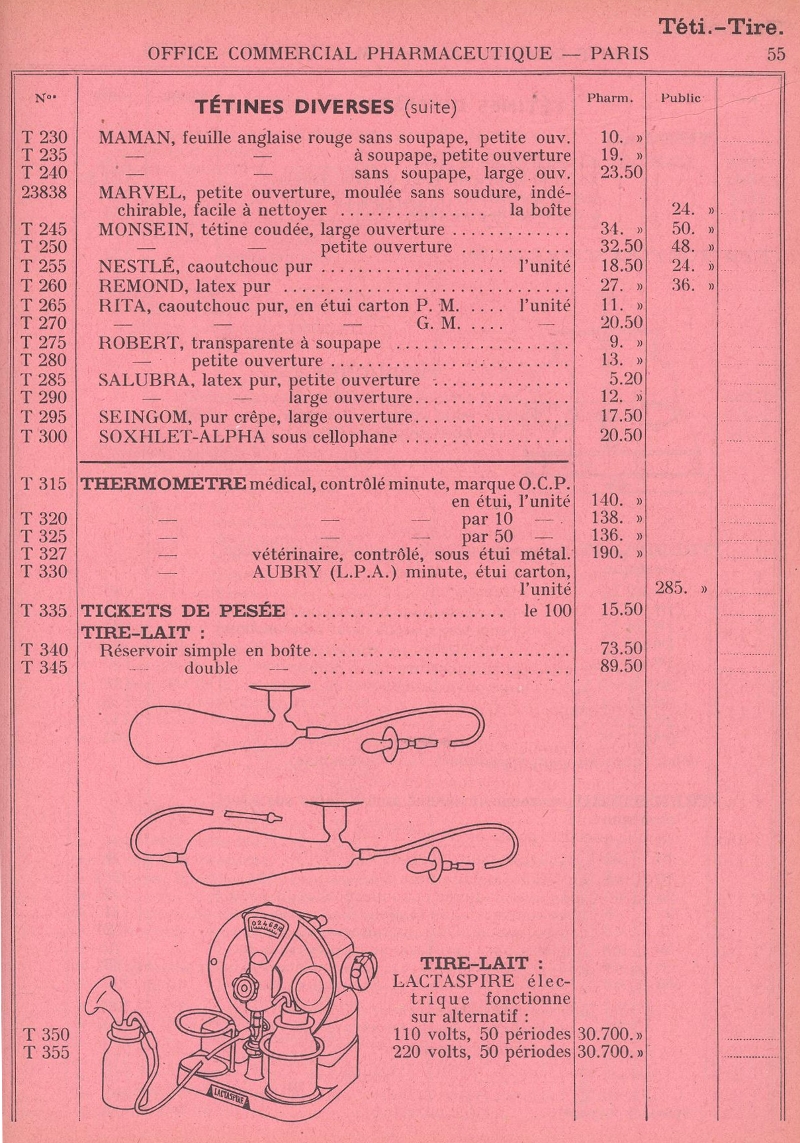 Téti.-Tire.
OFFICE COMMERCIAL PHARMACEUTIQUE — PARIS 55
Nos TÉTINES DIVERSES (suite) Pharm. Public
T 230 MAMAN, feuille anglaise rouge sans soupape, petite ouv. 10. »
T 235 — — à soupape, petite ouverture 19. »
T 240 — — sans soupape, large ouv. 23.50
23838 MARVEL, petite ouverture, moulée sans soudure, indé-
chirable, facile à nettoyer ................ la boîte 24. »
T 245 MONSEIN, tétine coudée, large ouverture ............. 34. » 50. »
T 250 — — petite ouverture ............ 32.50 48. »
T 255 NESTLÉ, caoutchouc pur .................... l'unité 18.50 24. »
T 260 REMOND, latex pur ................................ 27. » 36. »
T 265 RITA, caoutchouc pur, en étui carton P. M. .... l'unité 11. »
T 270 — — — G. M. .... — 20.50
T 275 ROBERT, transparente à soupape ................... 9. »
T 280 — petite ouverture .......................... 13. »
T 285 SALUBRA, latex pur, petite ouverture ............... 5.20
T 290 — — large ouverture................. 12. »
T 295 SEINGOM, pur crêpe, large ouverture................. 17.50
T 300 SOXHLET-ALPHA sous cellophane .................. 20.50
T 315 THERMOMETRE médical, contrôlé minute, marque O.C.P.
en étui, l'unité 140. »
T 320 — — — par 10 — 138. »
T 325 — — — par 50 — 136. »
T 327 — vétérinaire, contrôlé, sous étui métal. 190. »
T 330 — AUBRY (L.P.A.) minute, étui carton,
l'unité 285. »
T 335 TICKETS DE PESÉE ....................... le 100 15.50
TIRE-LAIT :
T 340 Réservoir simple en boîte............................ 73.50
T 345 — double — ............................ 89.50
024680
LACTASPIRE
TIRE-LAIT :
LACTASPIRE élec-
trique fonctionne
sur alternatif :
T 350 110 volts, 50 périodes 30.700. »
T 355 220 volts, 50 périodes 30.700. »